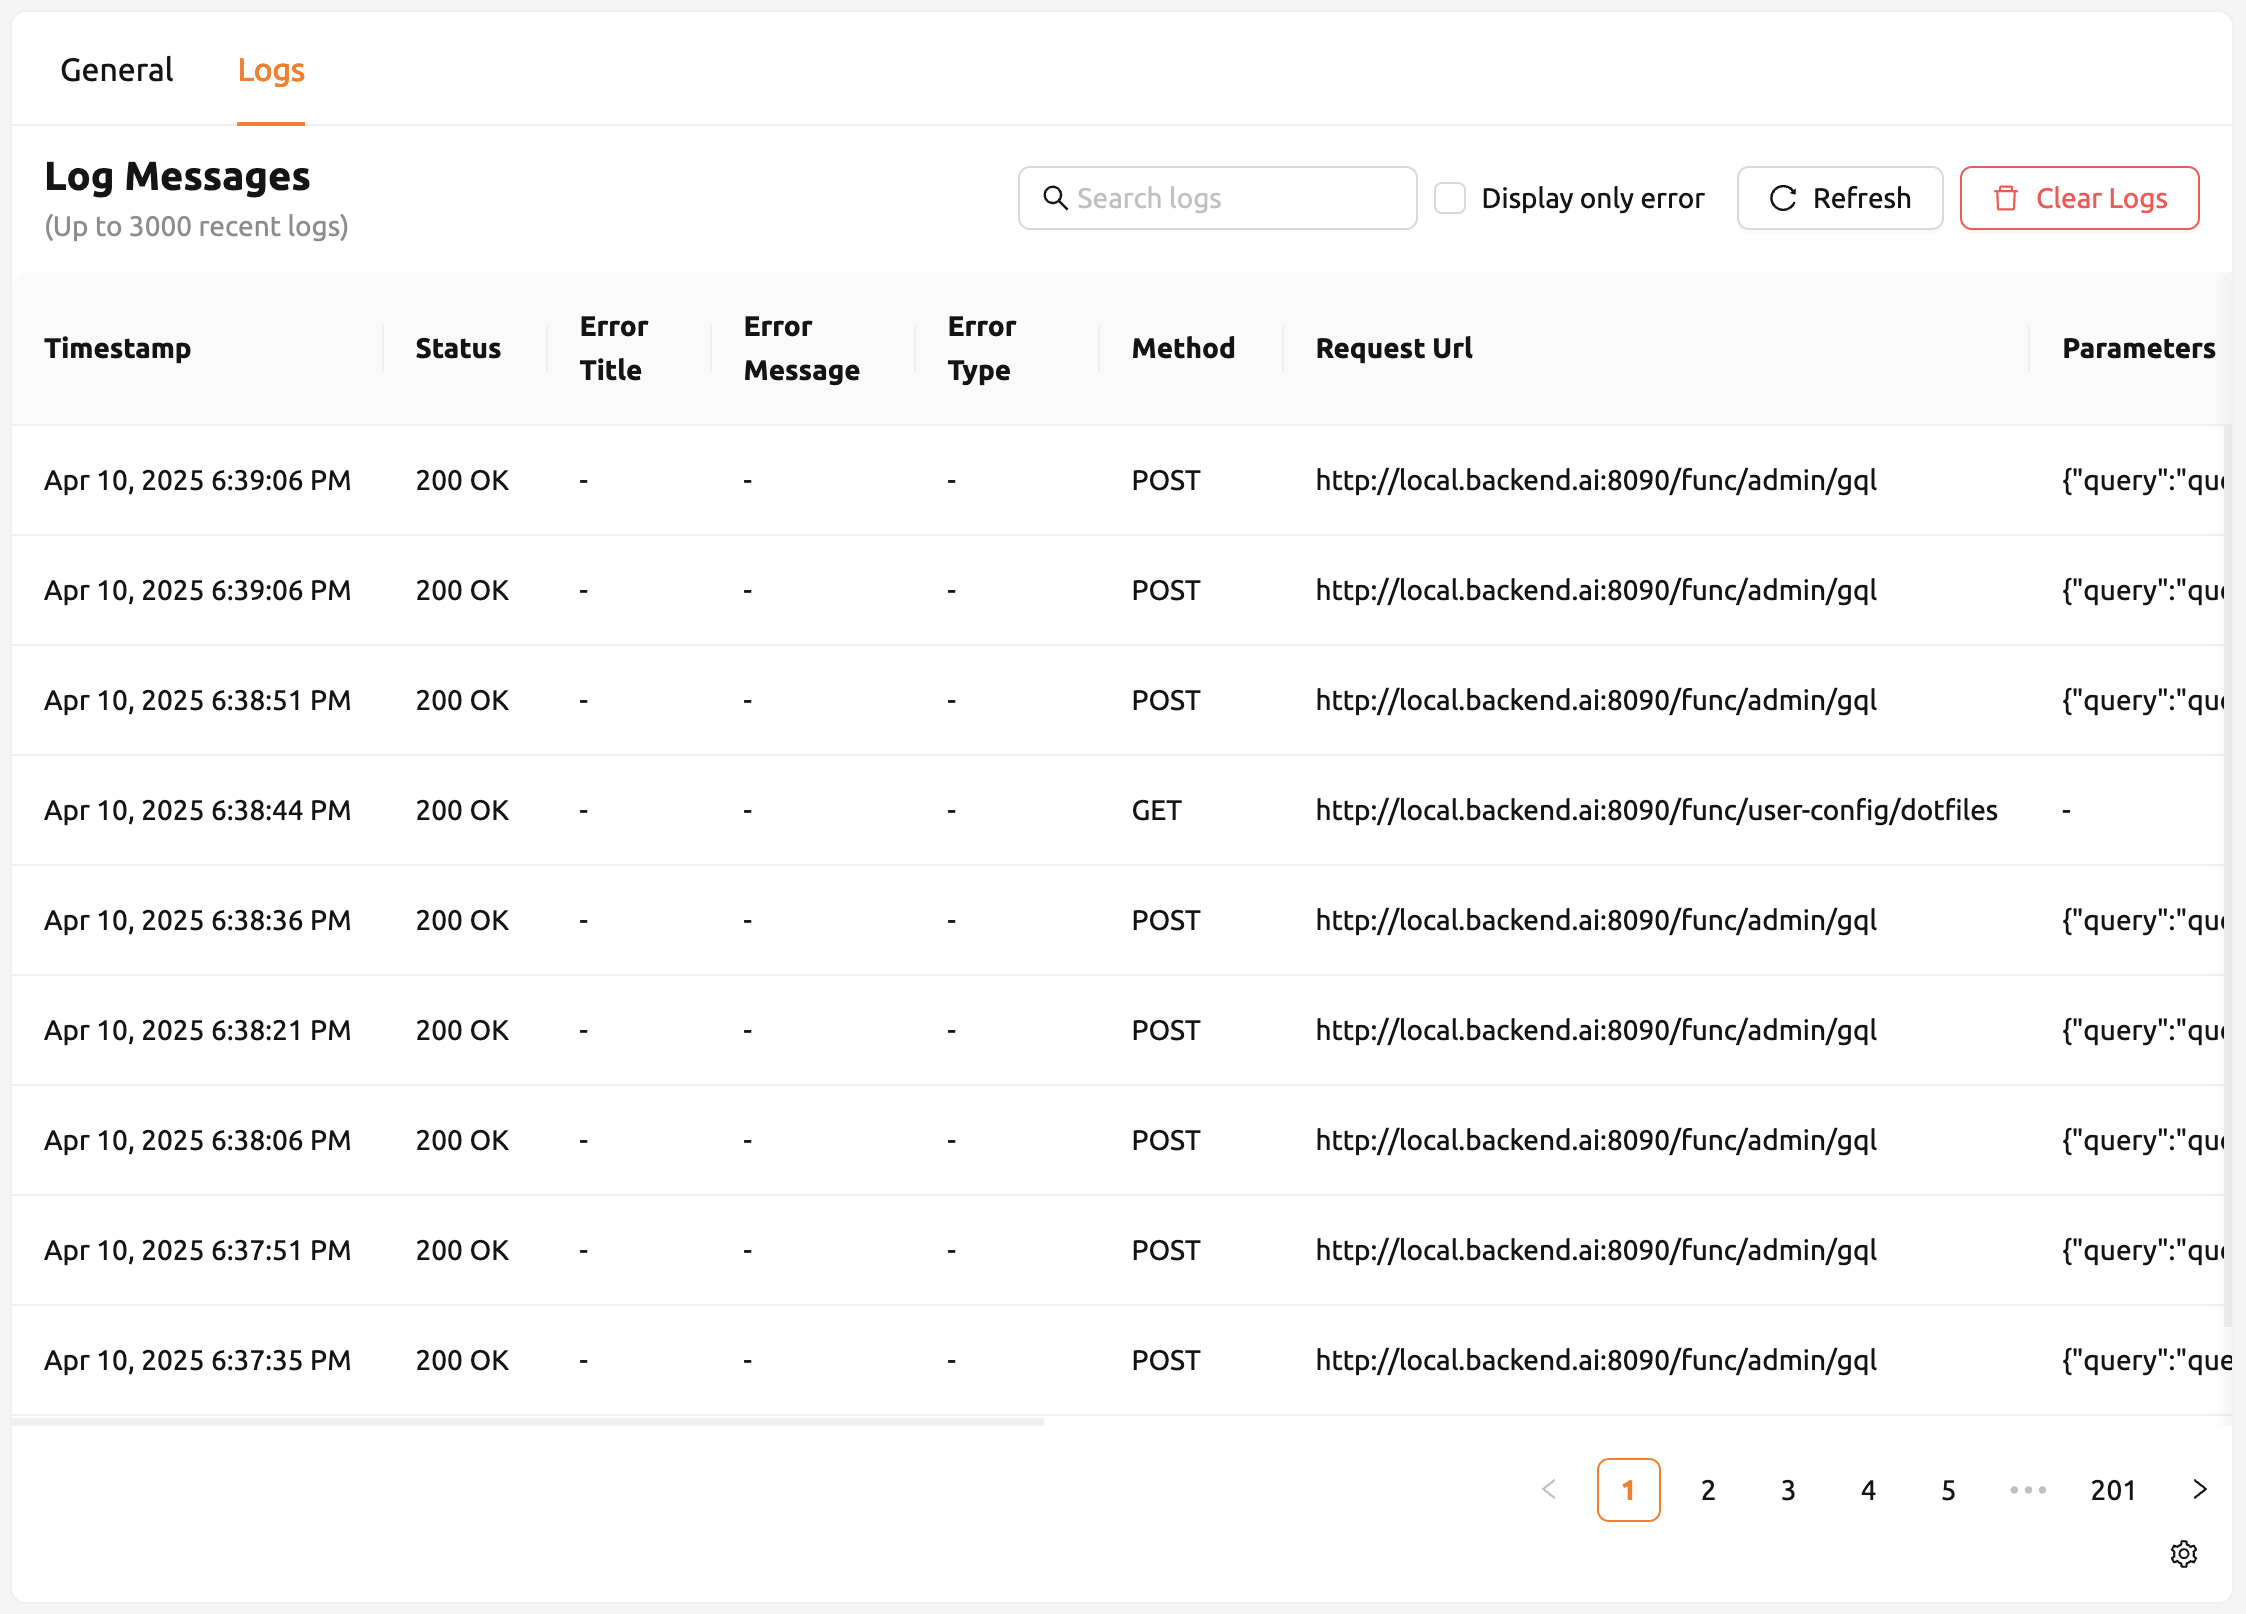 General Logs
Log Messages
(Up to 3000 recent logs)
Search logs Display only error Refresh Clear Logs
Timestamp Status Error Title Error Message Error Type Method Request Url Parameters
Apr 10, 2025 6:39:06 PM 200 OK - - - POST http://local.backend.ai:8090/func/admin/gql {"query":"que
Apr 10, 2025 6:39:06 PM 200 OK - - - POST http://local.backend.ai:8090/func/admin/gql {"query":"que
Apr 10, 2025 6:38:51 PM 200 OK - - - POST http://local.backend.ai:8090/func/admin/gql {"query":"que
Apr 10, 2025 6:38:44 PM 200 OK - - - GET http://local.backend.ai:8090/func/user-config/dotfiles -
Apr 10, 2025 6:38:36 PM 200 OK - - - POST http://local.backend.ai:8090/func/admin/gql {"query":"que
Apr 10, 2025 6:38:21 PM 200 OK - - - POST http://local.backend.ai:8090/func/admin/gql {"query":"que
Apr 10, 2025 6:38:06 PM 200 OK - - - POST http://local.backend.ai:8090/func/admin/gql {"query":"que
Apr 10, 2025 6:37:51 PM 200 OK - - - POST http://local.backend.ai:8090/func/admin/gql {"query":"que
Apr 10, 2025 6:37:35 PM 200 OK - - - POST http://local.backend.ai:8090/func/admin/gql {"query":"que
< 1 2 3 4 5 ••• 201 >